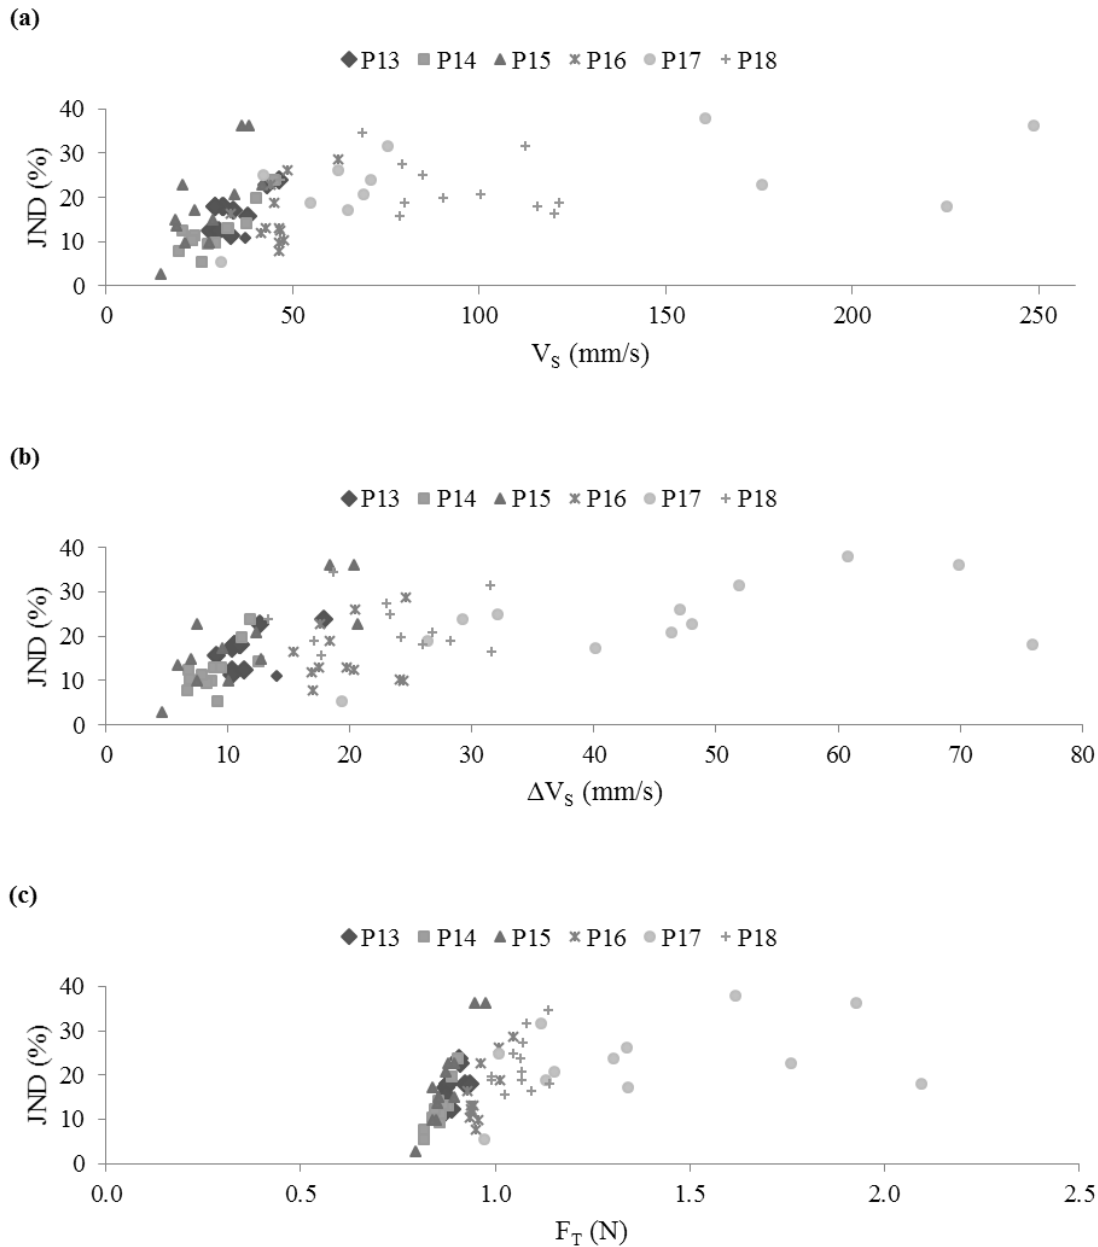 (a)
P13 P14 P15 P16 P17 P18
40
30
20
10
0
JND (%)
0 50 100 150 200 250
V_S (mm/s)
(b)
P13 P14 P15 P16 P17 P18
40
30
20
10
0
JND (%)
0 10 20 30 40 50 60 70 80
ΔV_S (mm/s)
(c)
P13 P14 P15 P16 P17 P18
40
30
20
10
0
JND (%)
0.0 0.5 1.0 1.5 2.0 2.5
F_T (N)